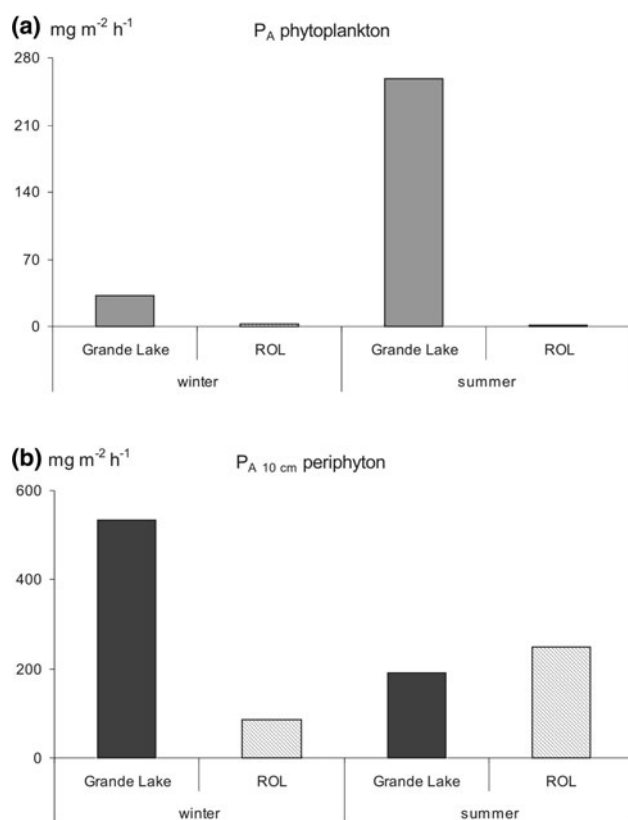 (a) mg m-2 h-1 PA phytoplankton
280
210
140
70
0
Grande Lake ROL Grande Lake ROL
winter summer
(b) mg m-2 h-1 PA 10 cm periphyton
600
400
200
0
Grande Lake ROL Grande Lake ROL
winter summer